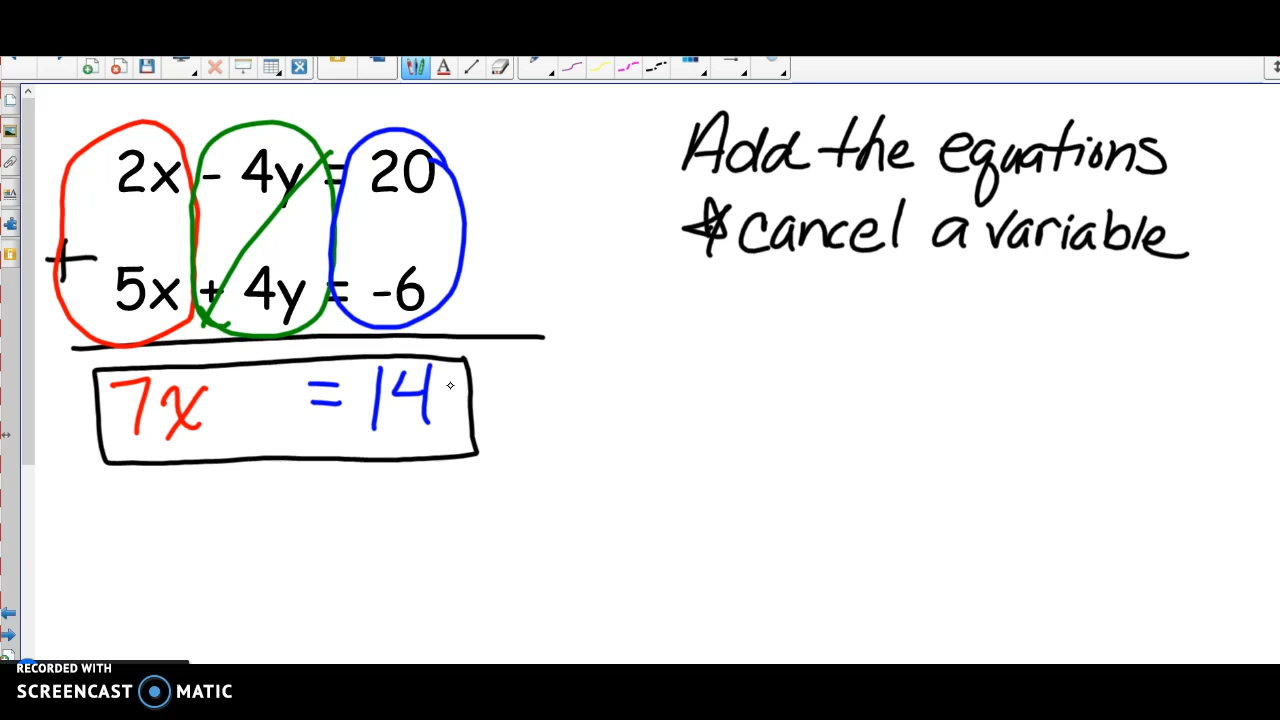 2x - 4y = 20
+
5x + 4y = -6
7x = 14
Add the equations
& cancel a variable
RECORDED WITH
SCREENCAST MATIC